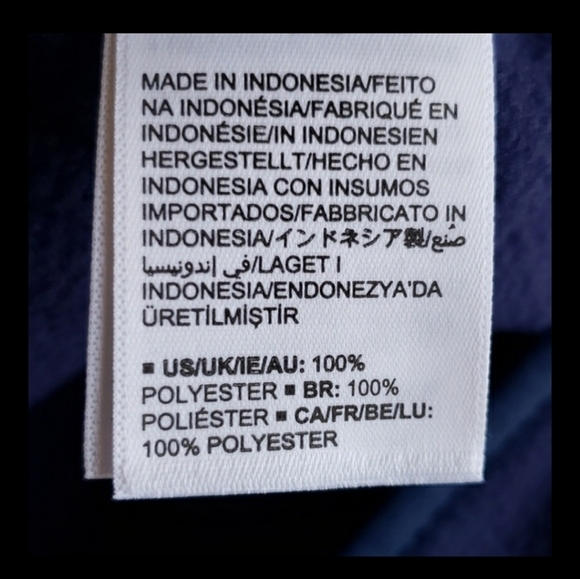 MADE IN INDONESIA/FEITO
NA INDONÉSIA/FABRIQUÉ EN
INDONÉSIE/IN INDONESIEN
HERGESTELLT/HECHO EN
INDONESIA CON INSUMOS
IMPORTADOS/FABBRICATO IN
INDONESIA/インドネシア製/صُنع
في إندونيسيا/LAGET I
INDONESIA/ENDONEZYA'DA
ÜRETİLMİŞTİR
▪ US/UK/IE/AU: 100%
POLYESTER ▪ BR: 100%
POLIÉSTER ▪ CA/FR/BE/LU:
100% POLYESTER